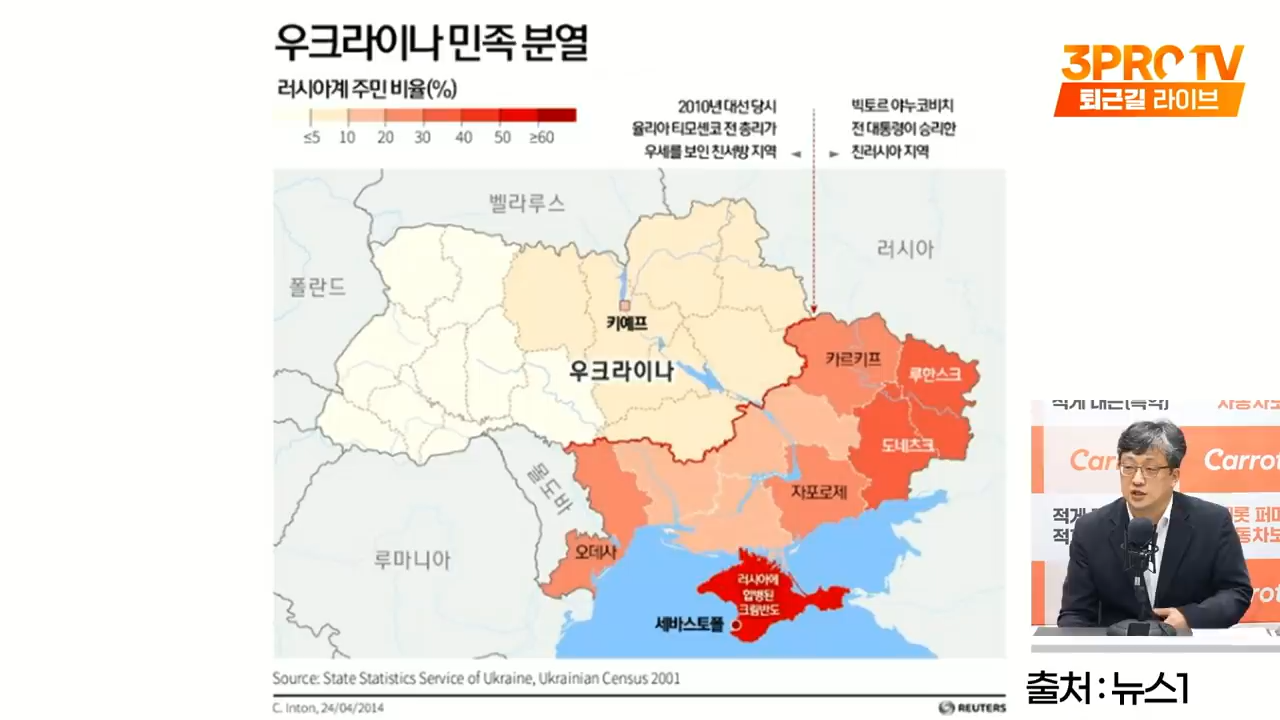 우크라이나 민족 분열
러시아계 주민 비율(%)
≤5 10 20 30 40 50 ≥60
2010년 대선 당시
율리아 티모센코 전 총리가
우세를 보인 친서방 지역
빅토르 야누코비치
전 대통령이 승리한
친러시아 지역
3PRO TV
퇴근길 라이브
벨라루스
러시아
폴란드
키예프
우크라이나
카르키프
루한스크
도네츠크
몰도바
자포로제
루마니아
오데사
러시아에
합병된
크림반도
세바스토폴
Source: State Statistics Service of Ukraine, Ukrainian Census 2001
C. Inton, 24/04/2014
REUTERS
Carrot
출처 : 뉴스1